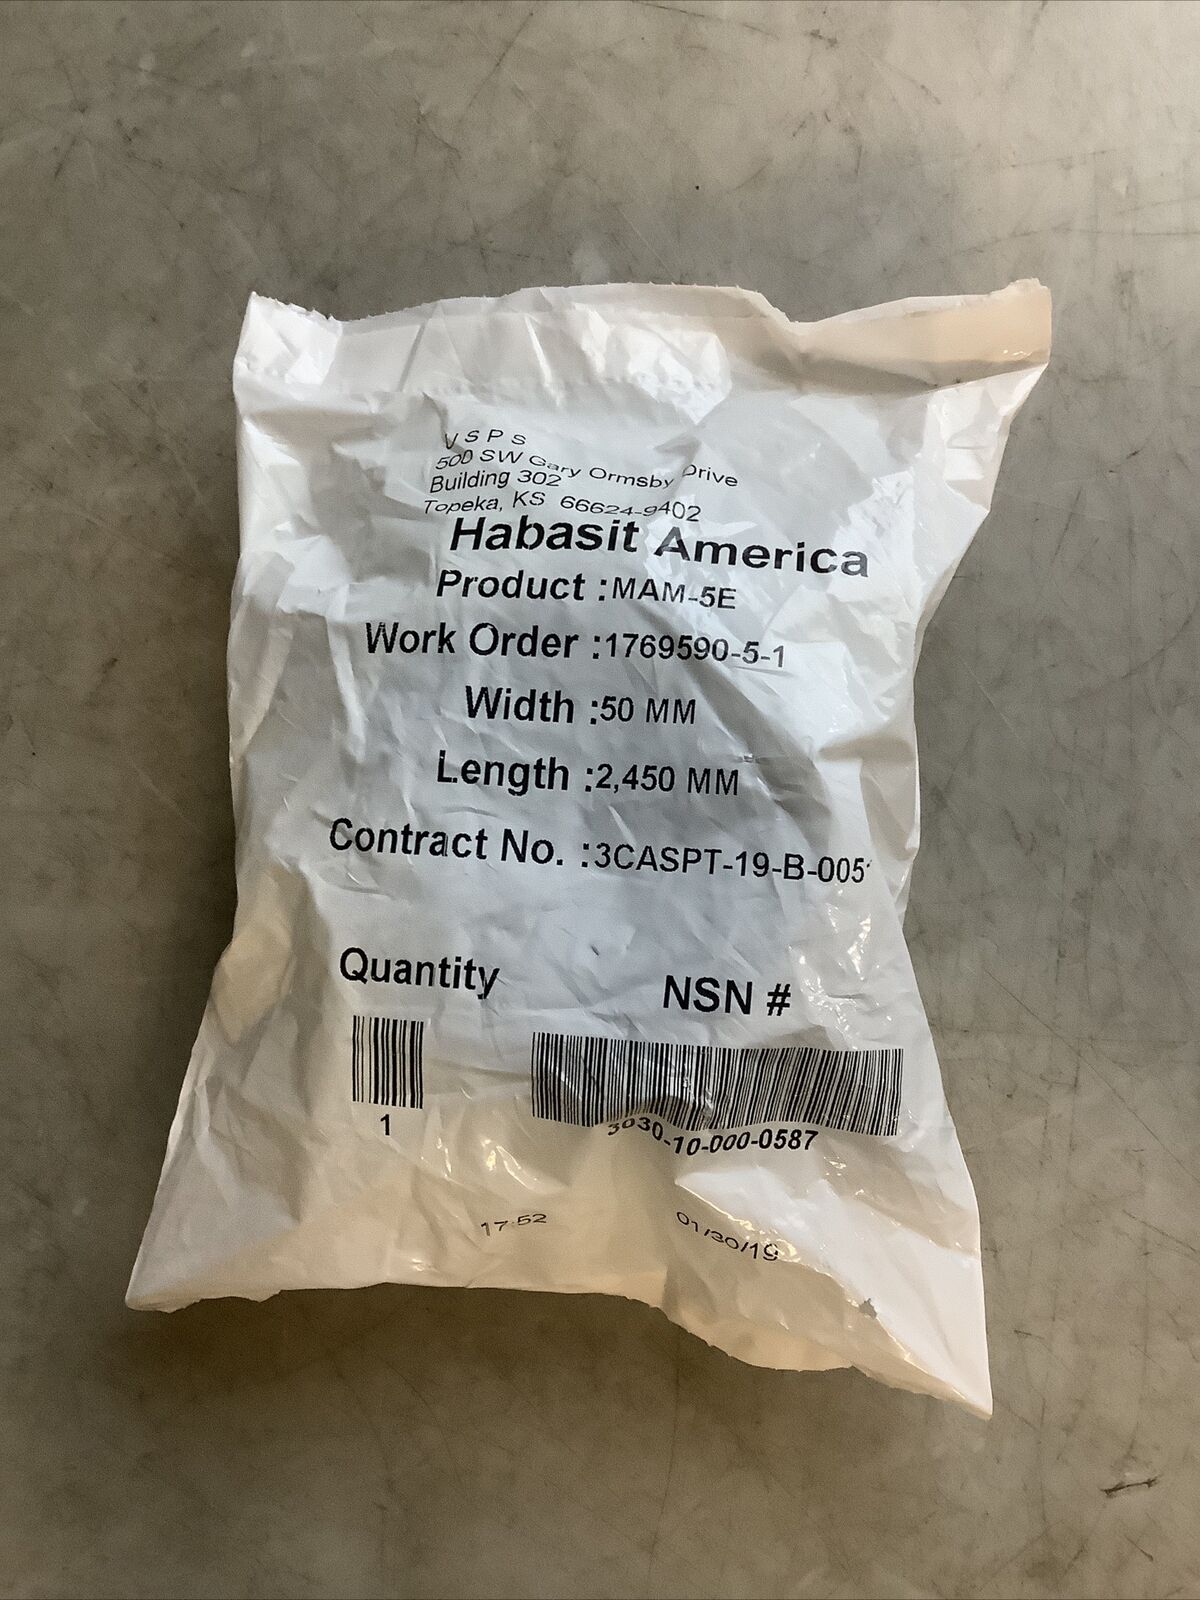 V S P S
500 SW Gary Ormsby Drive
Building 302
Topeka, KS 66624-9402
Habasit America
Product :MAM-5E
Work Order :1769590-5-1
Width :50 MM
Length :2,450 MM
Contract No. :3CASPT-19-B-005
Quantity
NSN #
1
3030-10-000-0587
17:52
01/30/19